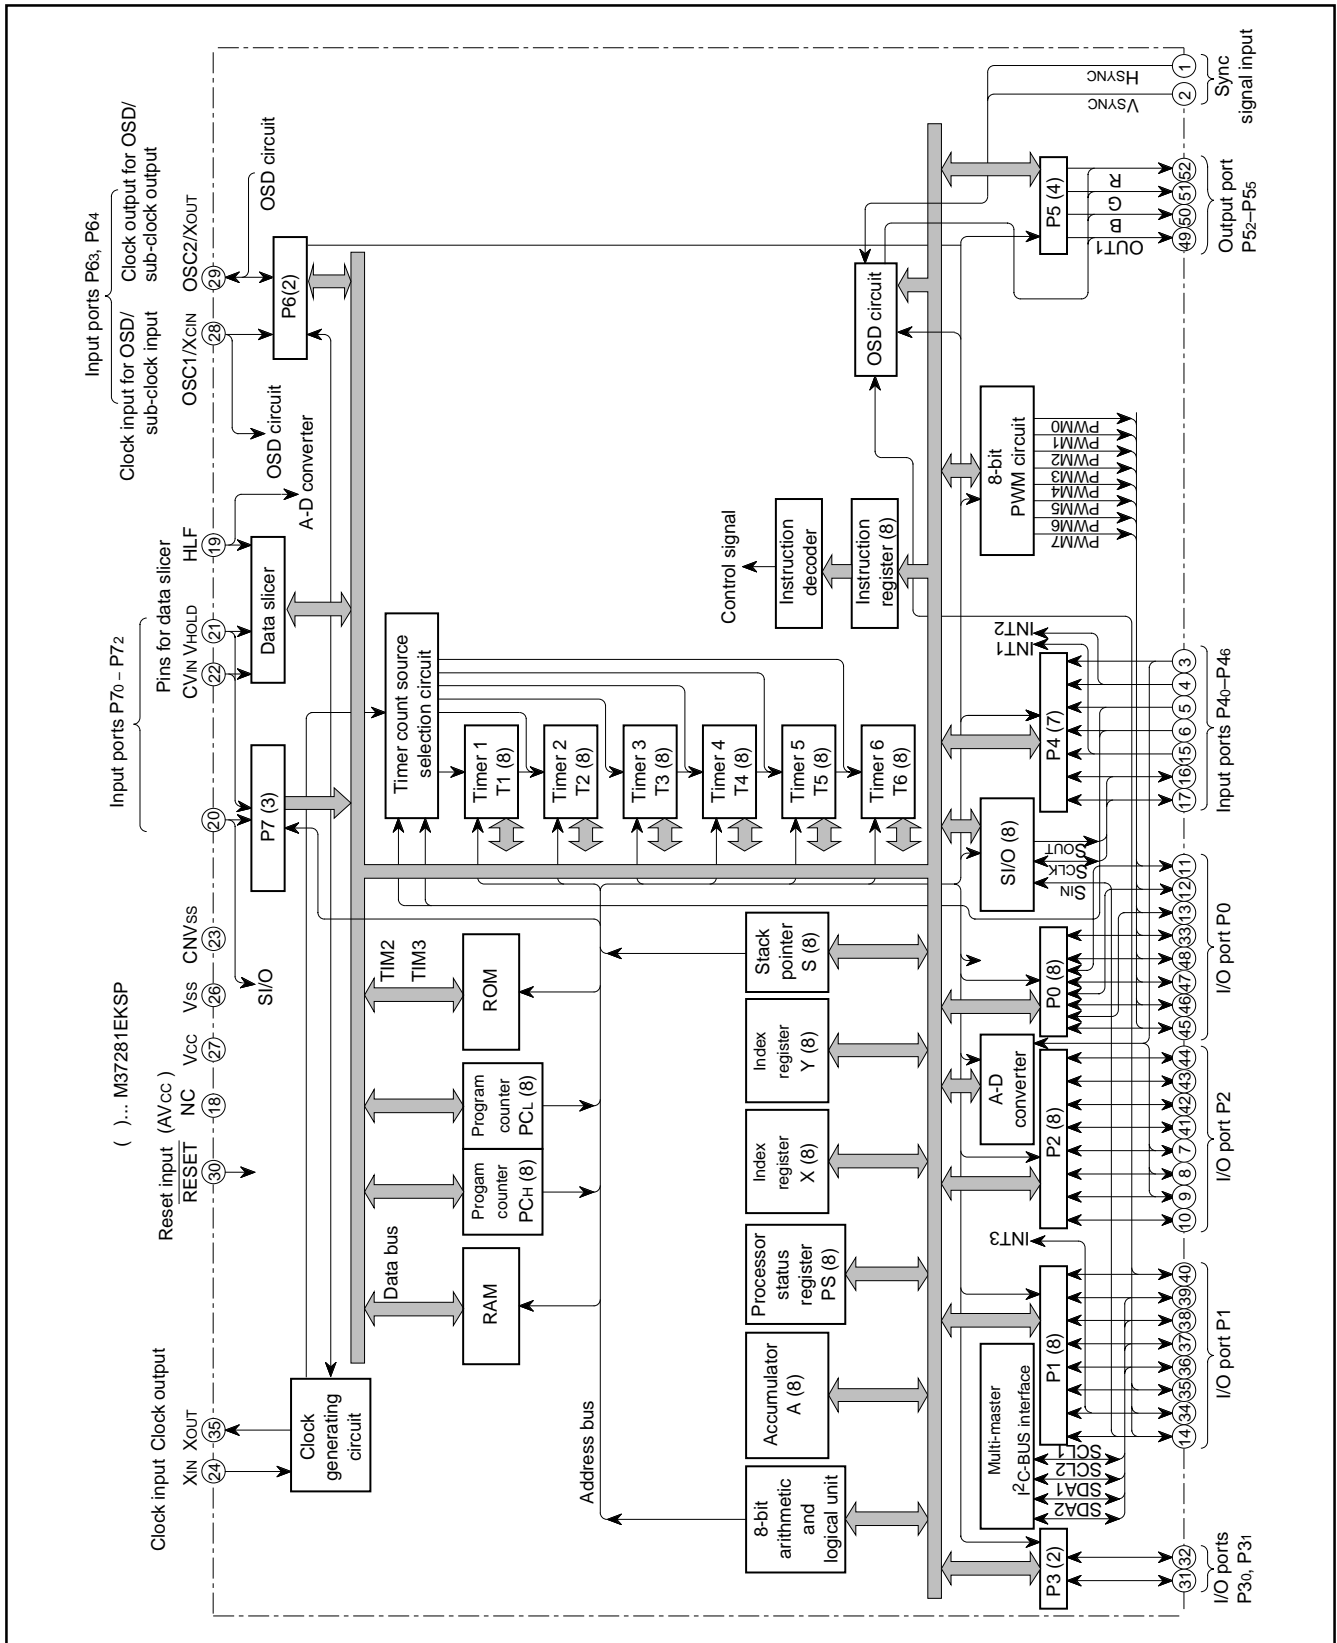 Clock input
Clock output
XIN
XOUT
24
35
Reset input
RESET
30
( )... M37281EKSP
(AVCC )
NC
18
VCC
27
VSS
26
CNVSS
23
Input ports P70 – P72
20
Pins for data slicer
CVIN
VHOLD
HLF
22
21
19
Input ports P63, P64
Clock input for OSD/
sub-clock input
Clock output for OSD/
sub-clock output
OSC1/XCIN
OSC2/XOUT
28
29
SI/O
A-D converter
OSD circuit
OSD circuit
Clock
generating
circuit
P7 (3)
Data slicer
P6(2)
Data bus
TIM2
TIM3
RAM
Progam
counter
PCH (8)
Program
counter
PCL (8)
ROM
Timer count source
selection circuit
Timer 1
T1 (8)
Timer 2
T2 (8)
Timer 3
T3 (8)
Timer 4
T4 (8)
Timer 5
T5 (8)
Timer 6
T6 (8)
Address bus
8-bit
arithmetic
and
logical unit
Accumulator
A (8)
Processor
status
register
PS (8)
Index
register
X (8)
Index
register
Y (8)
Stack
pointer
S (8)
Control signal
Instruction
decoder
Instruction
register (8)
OSD circuit
Multi-master
I2C-BUS interface
A-D
converter
SI/O (8)
8-bit
PWM circuit
P3 (2)
P1 (8)
P2 (8)
P0 (8)
P4 (7)
P5 (4)
SDA2
SDA1
SCL2
SCL1
INT3
SIN
SCLK
SOUT
INT1
INT2
PWM7
PWM6
PWM5
PWM4
PWM3
PWM2
PWM1
PWM0
OUT1
B
G
R
VSYNC
HSYNC
31
32
14
34
35
36
37
38
39
40
10
9
8
7
41
42
43
44
45
46
47
48
33
13
12
11
17
16
15
6
5
4
3
49
50
51
52
2
1
I/O ports
P30, P31
I/O port P1
I/O port P2
I/O port P0
Input ports P40–P46
Output port
P52–P55
Sync
signal input